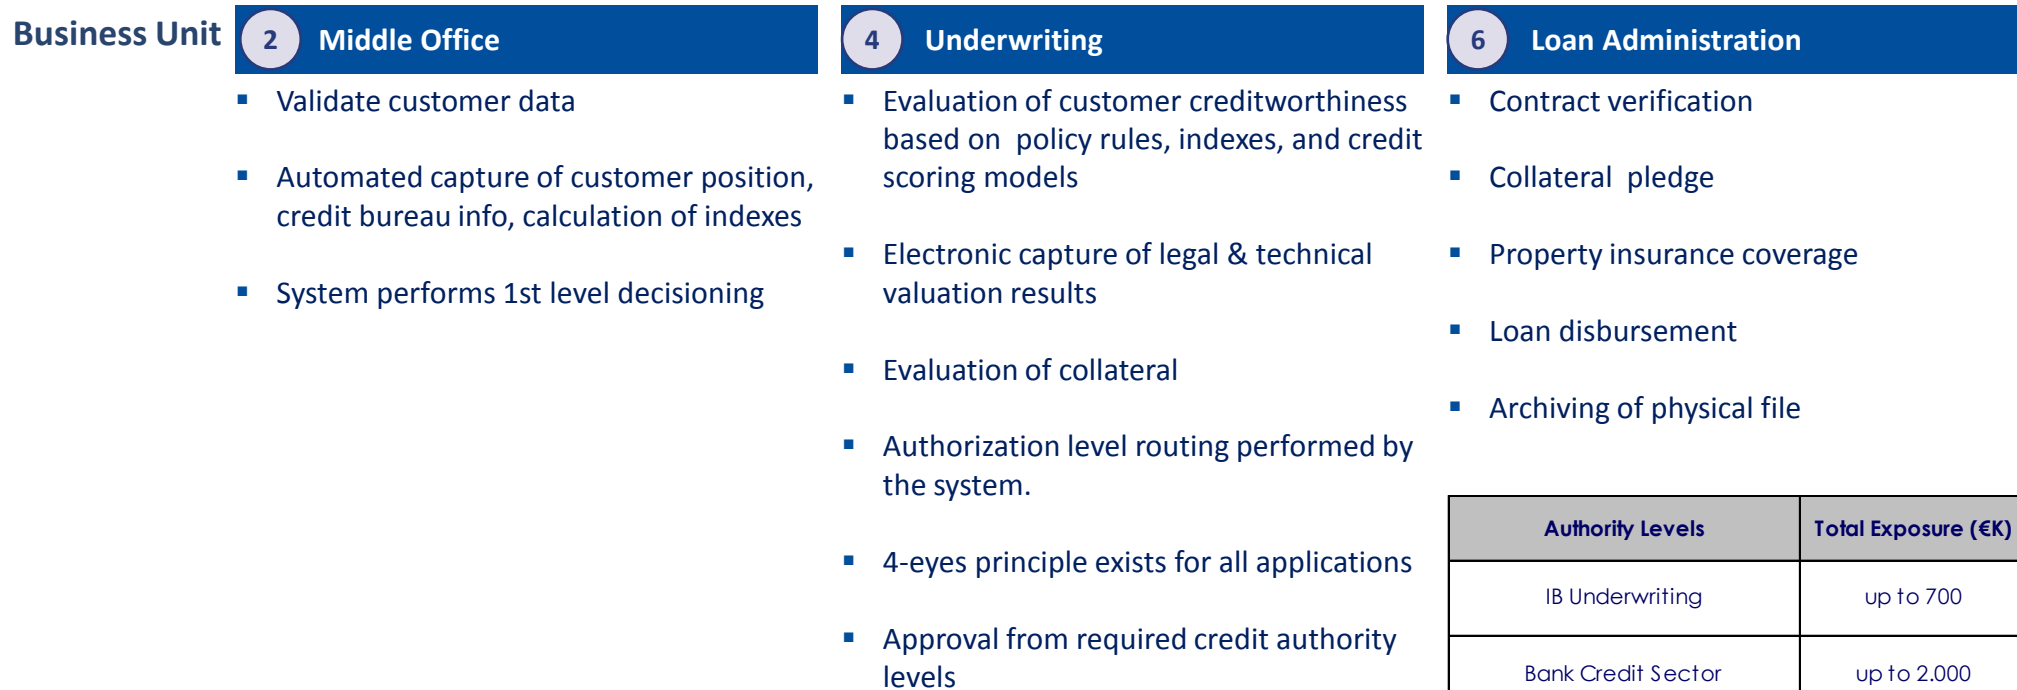 Business Unit
2 Middle Office
▪ Validate customer data
▪ Automated capture of customer position,
credit bureau info, calculation of indexes
▪ System performs 1st level decisioning
4 Underwriting
▪ Evaluation of customer creditworthiness
based on policy rules, indexes, and credit
scoring models
▪ Electronic capture of legal & technical
valuation results
▪ Evaluation of collateral
▪ Authorization level routing performed by
the system.
▪ 4-eyes principle exists for all applications
▪ Approval from required credit authority
levels
6 Loan Administration
▪ Contract verification
▪ Collateral pledge
▪ Property insurance coverage
▪ Loan disbursement
▪ Archiving of physical file
Authority Levels Total Exposure (€K)
IB Underwriting up to 700
Bank Credit Sector up to 2.000